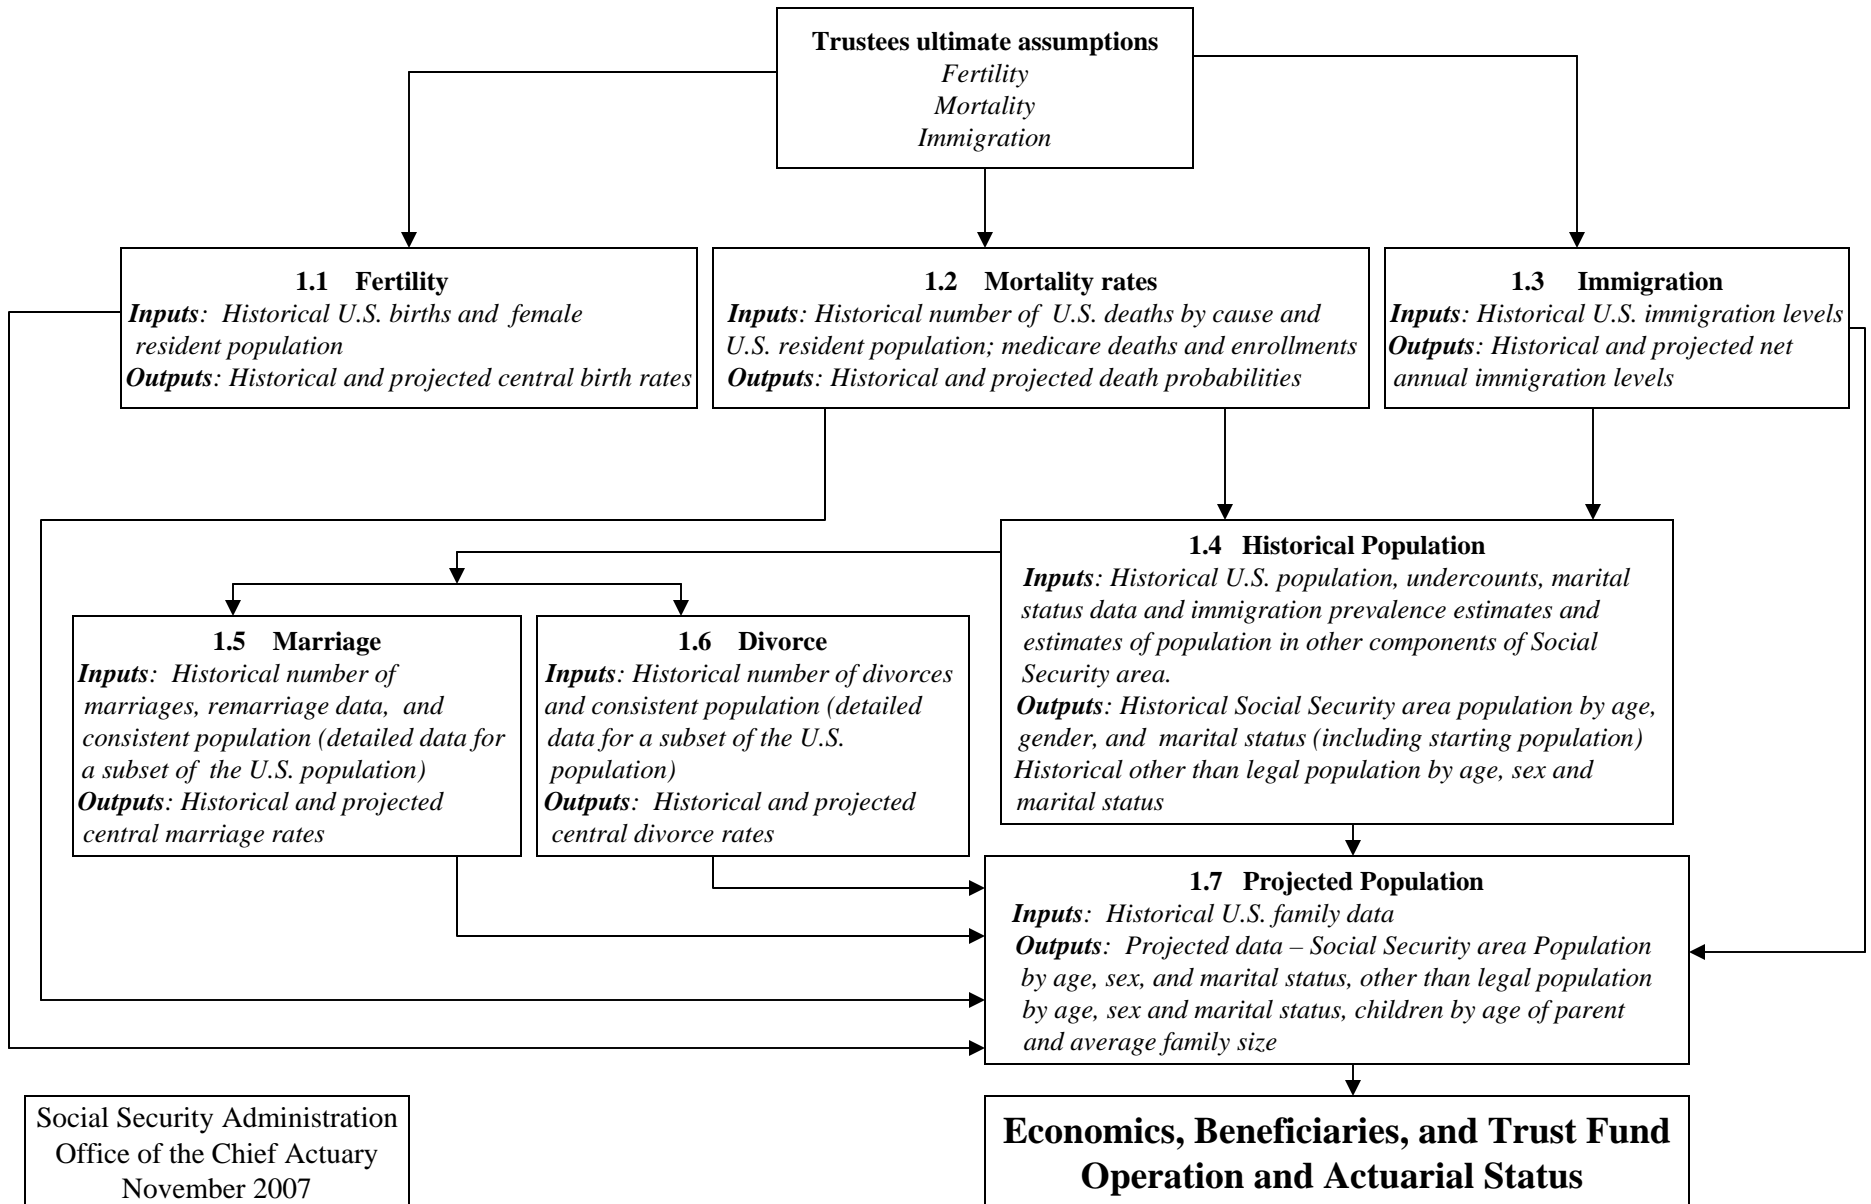 Trustees ultimate assumptions
Fertility
Mortality
Immigration
1.1 Fertility
Inputs: Historical U.S. births and female
resident population
Outputs: Historical and projected central birth rates
1.2 Mortality rates
Inputs: Historical number of U.S. deaths by cause and
U.S. resident population; medicare deaths and enrollments
Outputs: Historical and projected death probabilities
1.3 Immigration
Inputs: Historical U.S. immigration levels
Outputs: Historical and projected net
annual immigration levels
1.4 Historical Population
Inputs: Historical U.S. population, undercounts, marital
status data and immigration prevalence estimates and
estimates of population in other components of Social
Security area.
Outputs: Historical Social Security area population by age,
gender, and marital status (including starting population)
Historical other than legal population by age, sex and
marital status
1.5 Marriage
Inputs: Historical number of
marriages, remarriage data, and
consistent population (detailed data for
a subset of the U.S. population)
Outputs: Historical and projected
central marriage rates
1.6 Divorce
Inputs: Historical number of divorces
and consistent population (detailed
data for a subset of the U.S.
population)
Outputs: Historical and projected
central divorce rates
1.7 Projected Population
Inputs: Historical U.S. family data
Outputs: Projected data – Social Security area Population
by age, sex, and marital status, other than legal population
by age, sex and marital status, children by age of parent
and average family size
Social Security Administration
Office of the Chief Actuary
November 2007
Economics, Beneficiaries, and Trust Fund
Operation and Actuarial Status